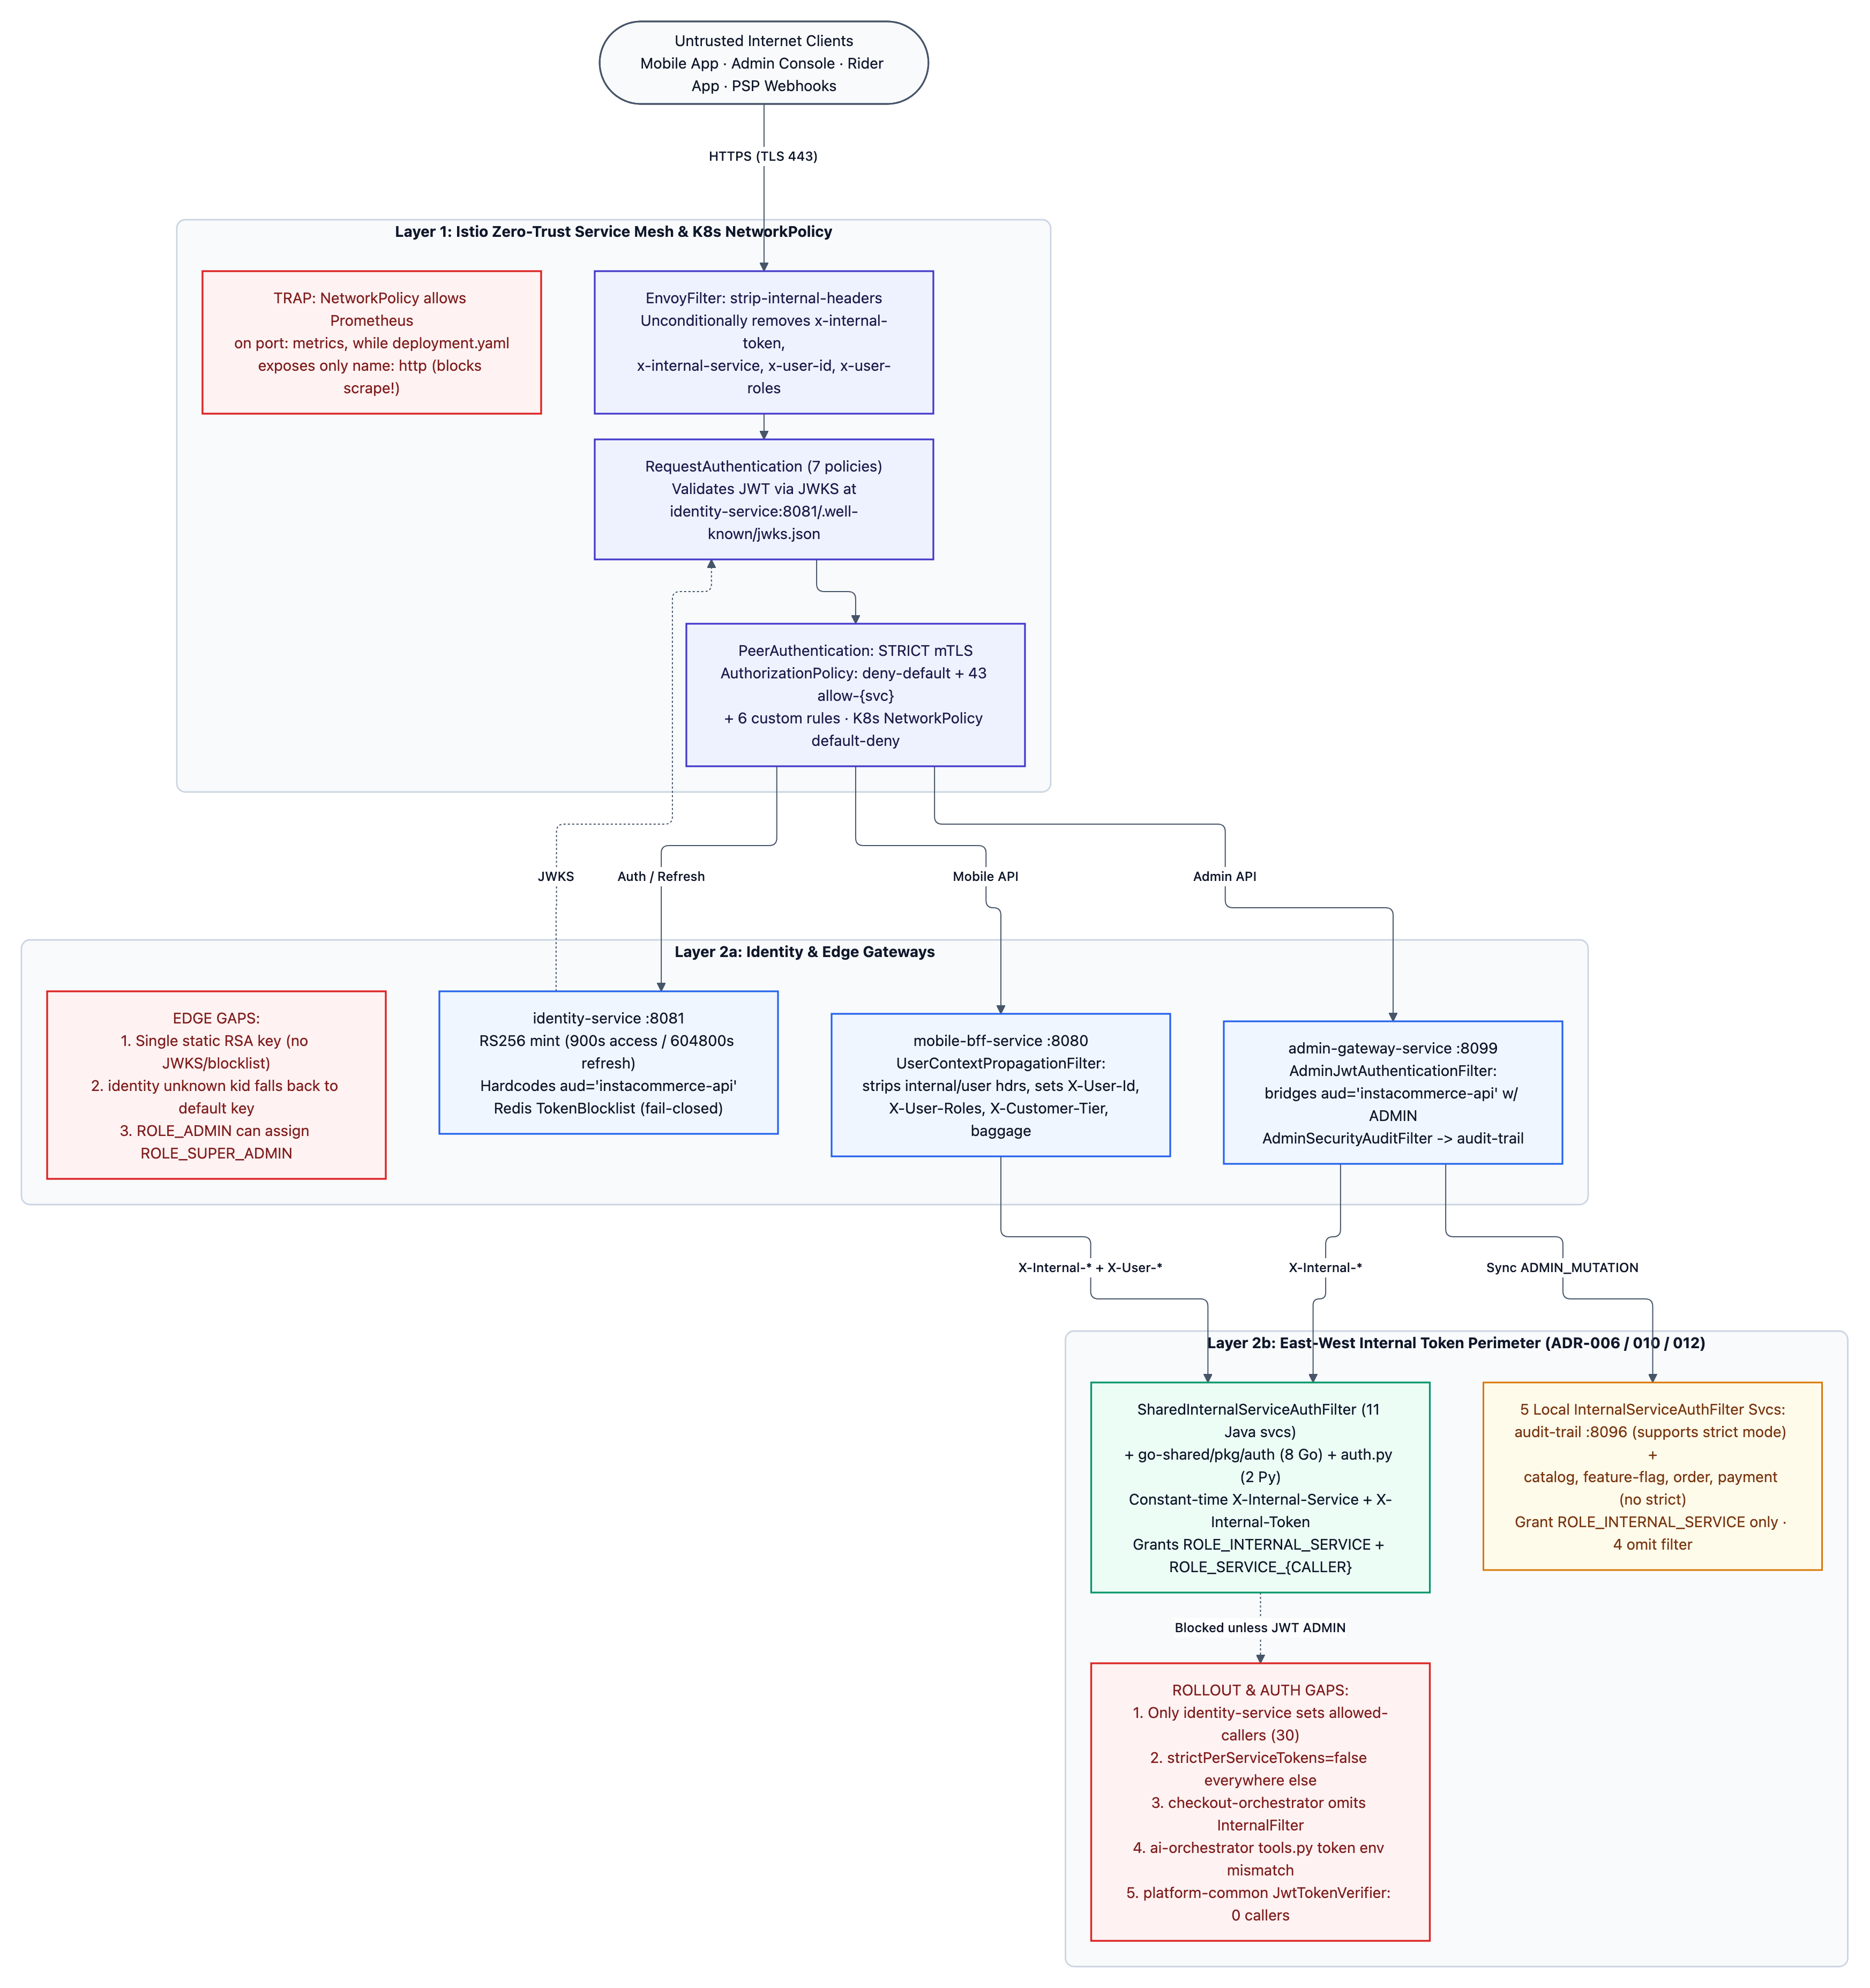 Untrusted Internet Clients
Mobile App · Admin Console · Rider
App · PSP Webhooks
HTTPS (TLS 443)
Layer 1: Istio Zero-Trust Service Mesh & K8s NetworkPolicy
TRAP: NetworkPolicy allows
Prometheus
on port: metrics, while deployment.yaml
exposes only name: http (blocks
scrape!)
EnvoyFilter: strip-internal-headers
Unconditionally removes x-internal-
token,
x-internal-service, x-user-id, x-user-
roles
RequestAuthentication (7 policies)
Validates JWT via JWKS at
identity-service:8081/.well-
known/jwks.json
PeerAuthentication: STRICT mTLS
AuthorizationPolicy: deny-default + 43
allow-{svc}
+ 6 custom rules · K8s NetworkPolicy
default-deny
JWKS
Auth / Refresh
Mobile API
Admin API
Layer 2a: Identity & Edge Gateways
EDGE GAPS:
1. Single static RSA key (no
JWKS/blocklist)
2. identity unknown kid falls back to
default key
3. ROLE_ADMIN can assign
ROLE_SUPER_ADMIN
identity-service :8081
RS256 mint (900s access / 604800s
refresh)
Hardcodes aud='instacommerce-api'
Redis TokenBlocklist (fail-closed)
mobile-bff-service :8080
UserContextPropagationFilter:
strips internal/user hdrs, sets X-User-Id,
X-User-Roles, X-Customer-Tier,
baggage
admin-gateway-service :8099
AdminJwtAuthenticationFilter:
bridges aud='instacommerce-api' w/
ADMIN
AdminSecurityAuditFilter -> audit-trail
X-Internal-* + X-User-*
X-Internal-*
Sync ADMIN_MUTATION
Layer 2b: East-West Internal Token Perimeter (ADR-006 / 010 / 012)
SharedInternalServiceAuthFilter (11
Java svcs)
+ go-shared/pkg/auth (8 Go) + auth.py
(2 Py)
Constant-time X-Internal-Service + X-
Internal-Token
Grants ROLE_INTERNAL_SERVICE +
ROLE_SERVICE_{CALLER}
5 Local InternalServiceAuthFilter Svcs:
audit-trail :8096 (supports strict mode)
+
catalog, feature-flag, order, payment
(no strict)
Grant ROLE_INTERNAL_SERVICE only ·
4 omit filter
Blocked unless JWT ADMIN
ROLLOUT & AUTH GAPS:
1. Only identity-service sets allowed-
callers (30)
2. strictPerServiceTokens=false
everywhere else
3. checkout-orchestrator omits
InternalFilter
4. ai-orchestrator tools.py token env
mismatch
5. platform-common JwtTokenVerifier:
0 callers